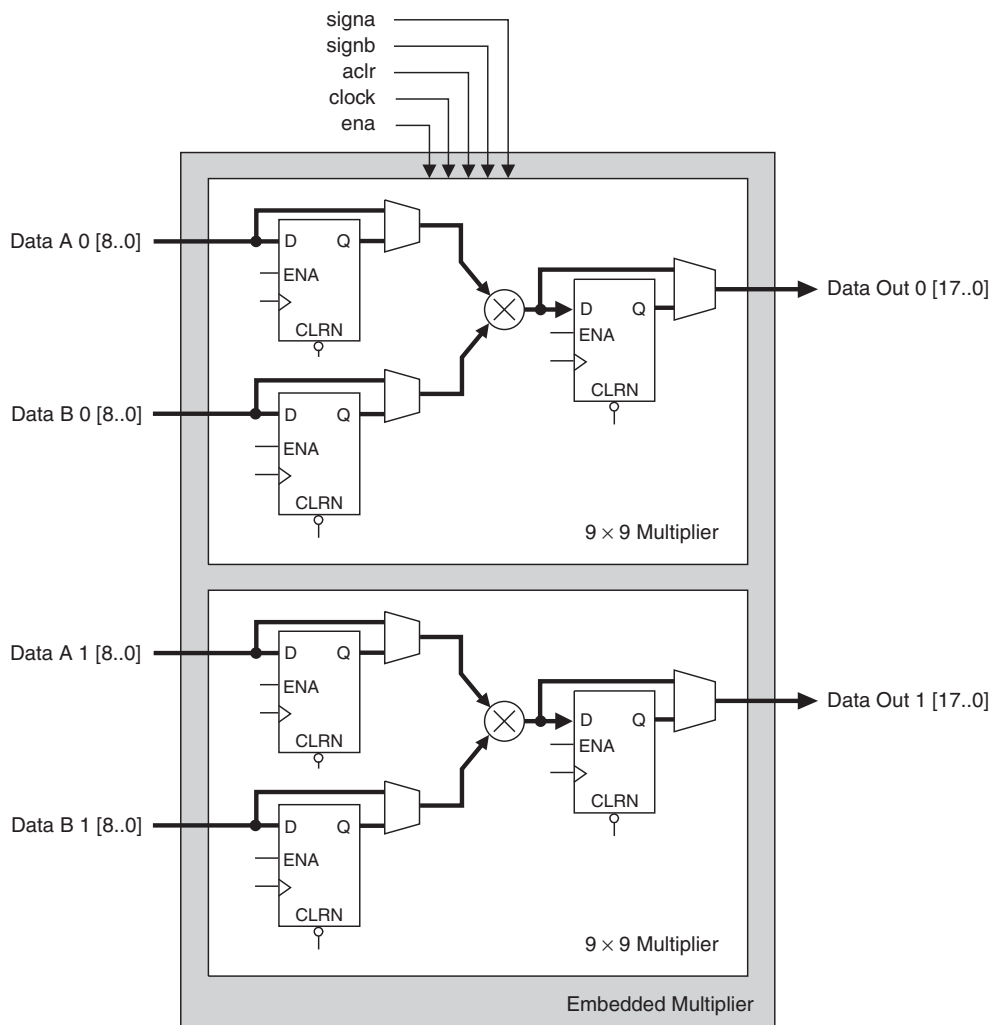 signa
signb
aclr
clock
ena
Data A 0 [8..0]
D Q
ENA
CLRN
Data Out 0 [17..0]
D Q
ENA
CLRN
Data B 0 [8..0]
D Q
ENA
CLRN
9 × 9 Multiplier
Data A 1 [8..0]
D Q
ENA
CLRN
Data Out 1 [17..0]
D Q
ENA
CLRN
Data B 1 [8..0]
D Q
ENA
CLRN
9 × 9 Multiplier
Embedded Multiplier